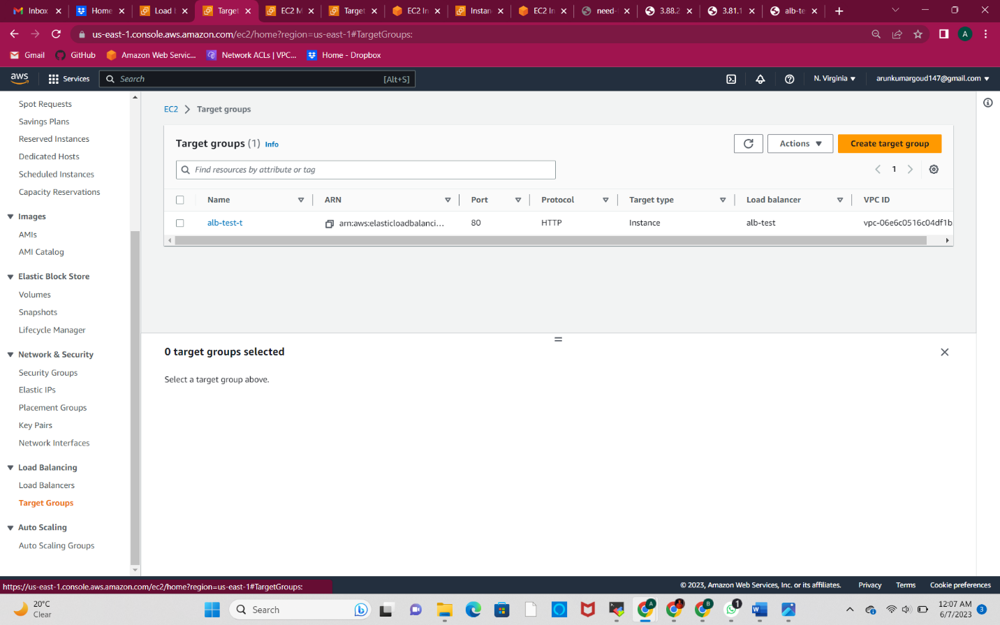 Inbox
Home
Load
Target
EC2 M
Target
EC2 In
Instan
EC2 In
need-
3.88.2
3.81.1
alb-te
us-east-1.console.aws.amazon.com/ec2/home?region=us-east-1#TargetGroups:
A
Gmail
GitHub
Amazon Web Servic...
Network ACLs | VPC...
Home - Dropbox
aws
Services
Search
[Alt+S]
N. Virginia
arunkumargoud147@gmail.com
Spot Requests
Savings Plans
Reserved Instances
Dedicated Hosts
Scheduled Instances
Capacity Reservations
Images
AMIs
AMI Catalog
Elastic Block Store
Volumes
Snapshots
Lifecycle Manager
Network & Security
Security Groups
Elastic IPs
Placement Groups
Key Pairs
Network Interfaces
Load Balancing
Load Balancers
Target Groups
Auto Scaling
Auto Scaling Groups
EC2 > Target groups
Target groups (1) Info
Actions
Create target group
Find resources by attribute or tag
1
Name ARN Port Protocol Target type Load balancer VPC ID
alb-test-t arn:aws:elasticloadbalanci... 80 HTTP Instance alb-test vpc-06e6c0516c04df1b
0 target groups selected
Select a target group above.
https://us-east-1.console.aws.amazon.com/ec2/home?region=us-east-1#TargetGroups:
© 2023, Amazon Web Services, Inc. or its affiliates. Privacy Terms Cookie preferences
20°C
Clear
Search
A
B
1
12:07 AM
6/7/2023
3